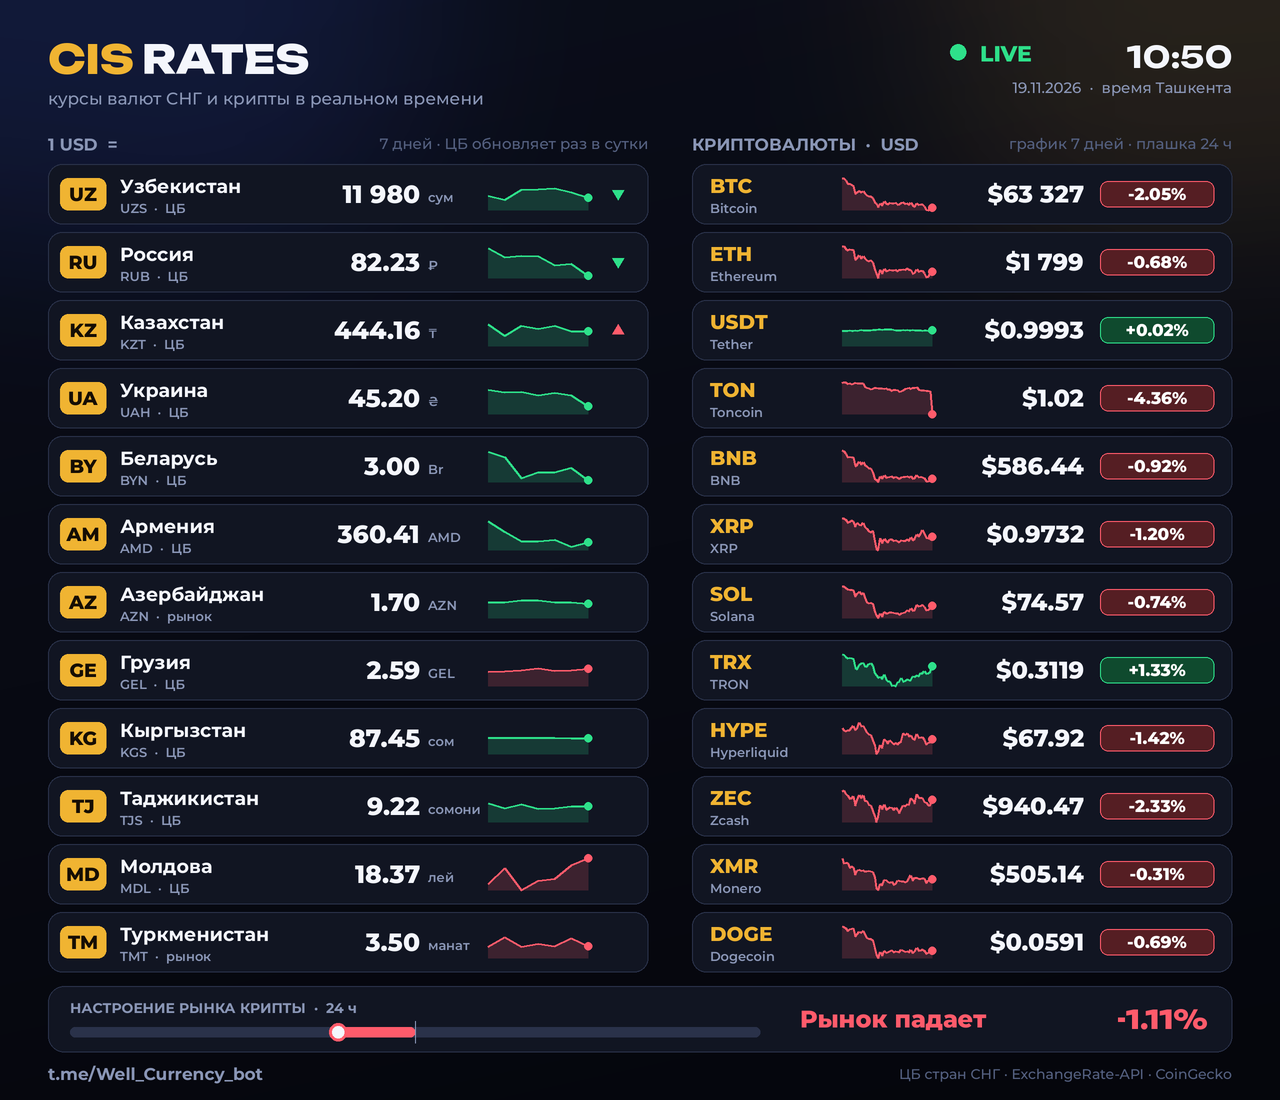 CIS RATES
курсы валют СНГ и крипты в реальном времени
LIVE
10:50
19.11.2026 · время Ташкента
1 USD =
7 дней · ЦБ обновляет раз в сутки
UZ Узбекистан 11 980 сум
UZS · ЦБ
RU Россия 82.23 ₽
RUB · ЦБ
KZ Казахстан 444.16 ₸
KZT · ЦБ
UA Украина 45.20 ₴
UAH · ЦБ
BY Беларусь 3.00 Br
BYN · ЦБ
AM Армения 360.41 AMD
AMD · ЦБ
AZ Азербайджан 1.70 AZN
AZN · рынок
GE Грузия 2.59 GEL
GEL · ЦБ
KG Кыргызстан 87.45 сом
KGS · ЦБ
TJ Таджикистан 9.22 сомони
TJS · ЦБ
MD Молдова 18.37 лей
MDL · ЦБ
TM Туркменистан 3.50 манат
TMT · рынок
КРИПТОВАЛЮТЫ · USD
график 7 дней · плашка 24 ч
BTC $63 327 -2.05%
Bitcoin
ETH $1 799 -0.68%
Ethereum
USDT $0.9993 +0.02%
Tether
TON $1.02 -4.36%
Toncoin
BNB $586.44 -0.92%
BNB
XRP $0.9732 -1.20%
XRP
SOL $74.57 -0.74%
Solana
TRX $0.3119 +1.33%
TRON
HYPE $67.92 -1.42%
Hyperliquid
ZEC $940.47 -2.33%
Zcash
XMR $505.14 -0.31%
Monero
DOGE $0.0591 -0.69%
Dogecoin
НАСТРОЕНИЕ РЫНКА КРИПТЫ · 24 ч
Рынок падает
-1.11%
t.me/Well_Currency_bot
ЦБ стран СНГ · ExchangeRate-API · CoinGecko